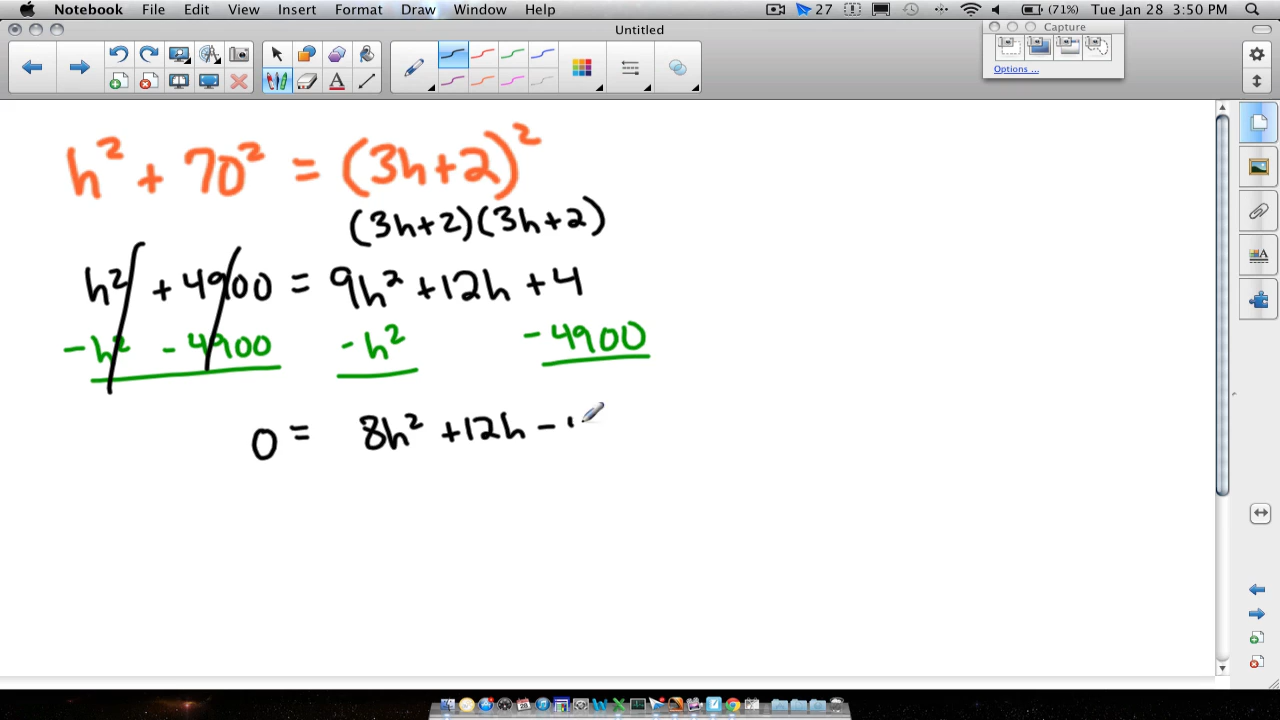 Notebook File Edit View Insert Format Draw Window Help 27 (71%) Tue Jan 28 3:50 PM
Untitled
Capture
Options ...
h² + 70² = (3h+2)²
(3h+2)(3h+2)
h² + 4900 = 9h² +12h +4
-h² - 4900 -h² -4900
0 = 8h² +12h -